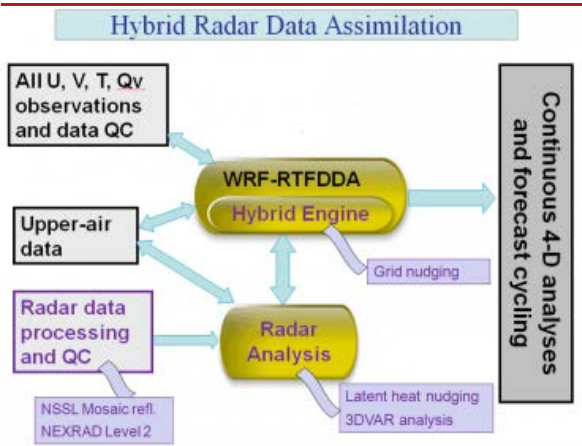 Hybrid Radar Data Assimilation
All U, V, T, Qv
observations
and data QC
WRF-RTFDDA
Hybrid Engine
Upper-air
data
Grid nudging
Radar data
processing
and QC
Radar
Analysis
NSSL Mosaic refl.
NEXRAD Level 2
Latent heat nudging
3DVAR analysis
Continuous 4-D analyses
and forecast cycling